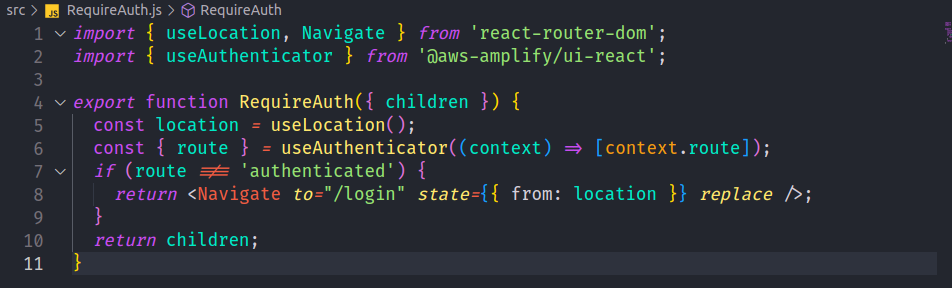 src > JS RequireAuth.js > RequireAuth
1 import { useLocation, Navigate } from 'react-router-dom';
2 import { useAuthenticator } from '@aws-amplify/ui-react';
3
4 export function RequireAuth({ children }) {
5   const location = useLocation();
6   const { route } = useAuthenticator((context) => [context.route]);
7   if (route !== 'authenticated') {
8     return <Navigate to="/login" state={{ from: location }} replace />;
9   }
10   return children;
11 }